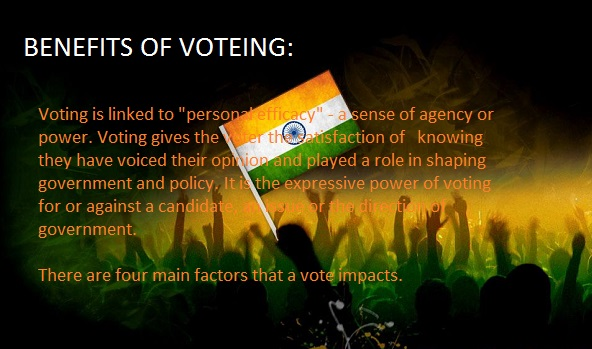 BENEFITS OF VOTEING:
Voting is linked to "personal efficacy" - a sense of agency or
power. Voting gives the voter the satisfaction of knowing
they have voiced their opinion and played a role in shaping
government and policy. It is the expressive power of voting
for or against a candidate, or the direction of
government.
There are four main factors that a vote impacts.